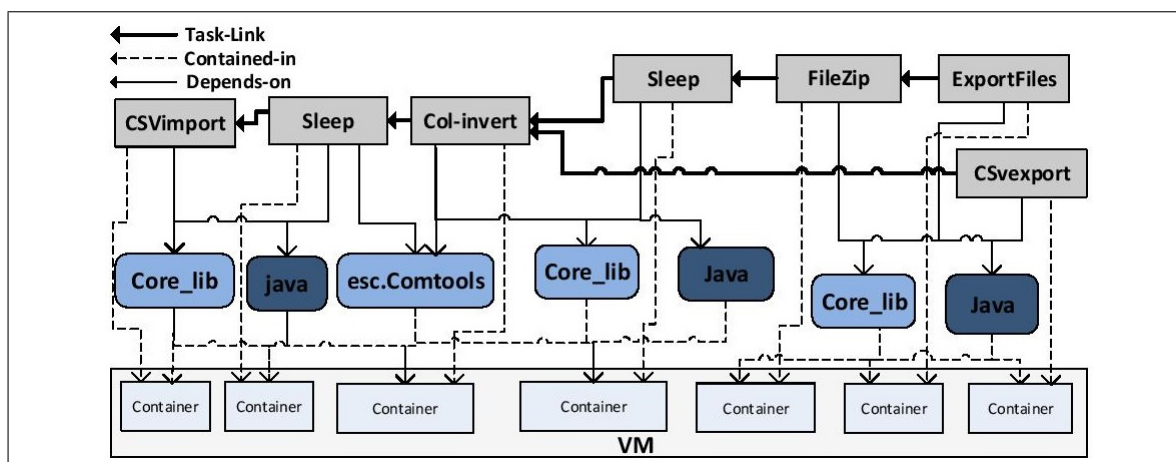 Task-Link
Contained-in
Depends-on
Sleep
FileZip
ExportFiles
CSVimport
Sleep
Col-invert
CSvexport
Core_lib
java
esc.Comtools
Core_lib
Java
Core_lib
Java
Container
Container
Container
Container
Container
Container
Container
VM